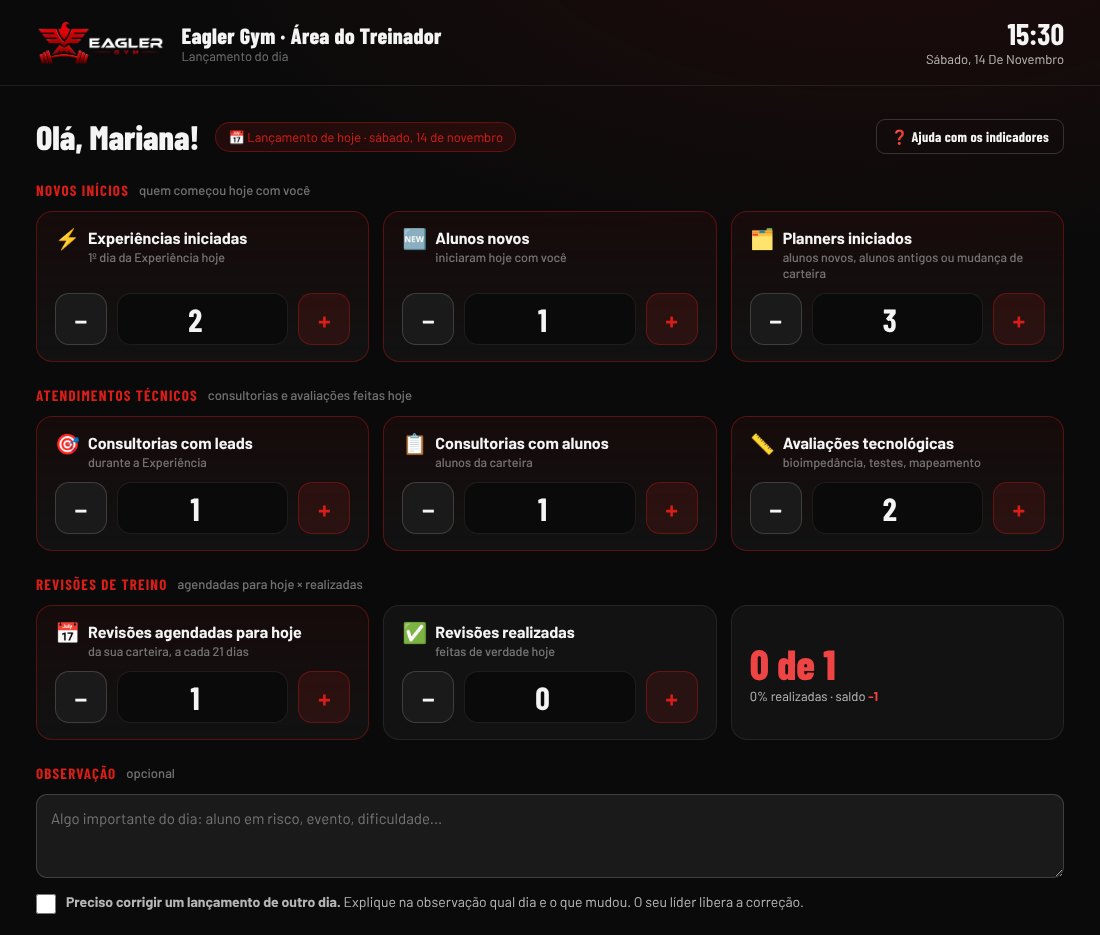 EAGLER
GYM
Eagler Gym · Área do Treinador
Lançamento do dia
15:30
Sábado, 14 De Novembro
Olá, Mariana!
Lançamento de hoje · sábado, 14 de novembro
❓ Ajuda com os indicadores
NOVOS INÍCIOS quem começou hoje com você
Experiências iniciadas
1º dia da Experiência hoje
− 2 +
NEW Alunos novos
iniciaram hoje com você
− 1 +
Planners iniciados
alunos novos, alunos antigos ou mudança de
carteira
− 3 +
ATENDIMENTOS TÉCNICOS consultorias e avaliações feitas hoje
Consultorias com leads
durante a Experiência
− 1 +
Consultorias com alunos
alunos da carteira
− 1 +
Avaliações tecnológicas
bioimpedância, testes, mapeamento
− 2 +
REVISÕES DE TREINO agendadas para hoje × realizadas
Revisões agendadas para hoje
da sua carteira, a cada 21 dias
− 1 +
Revisões realizadas
feitas de verdade hoje
− 0 +
0 de 1
0% realizadas · saldo -1
OBSERVAÇÃO opcional
Algo importante do dia: aluno em risco, evento, dificuldade...
Preciso corrigir um lançamento de outro dia. Explique na observação qual dia e o que mudou. O seu líder libera a correção.